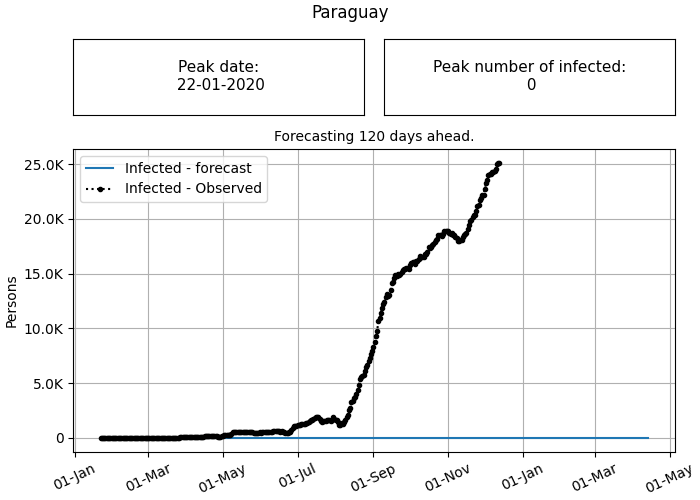 Paraguay
Peak date:
22-01-2020
Peak number of infected:
0
Forecasting 120 days ahead.
Infected - forecast
Infected - Observed
25.0K
20.0K
15.0K
10.0K
5.0K
0
Persons
01-Jan
01-Mar
01-May
01-Jul
01-Sep
01-Nov
01-Jan
01-Mar
01-May